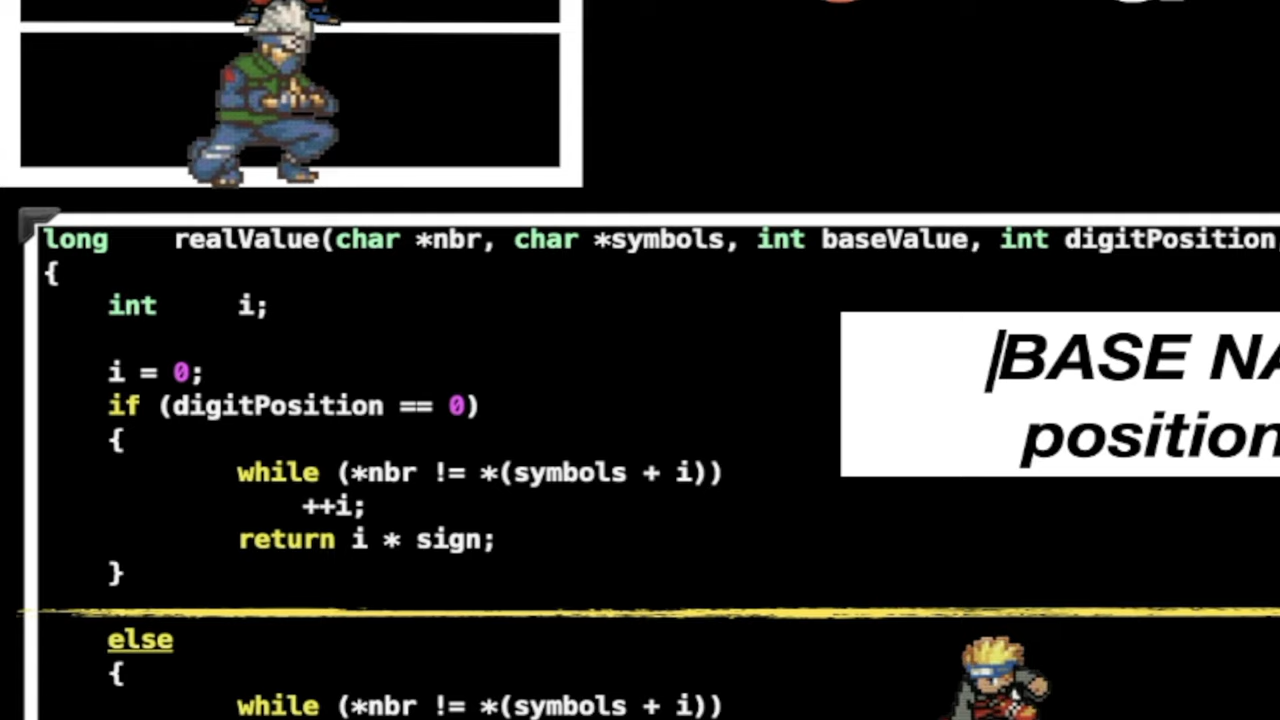 long realValue(char *nbr, char *symbols, int baseValue, int digitPosition
{
int i;
i = 0;
if (digitPosition == 0)
{
while (*nbr != *(symbols + i))
++i;
return i * sign;
}
else
{
while (*nbr != *(symbols + i))
BASE NA
position